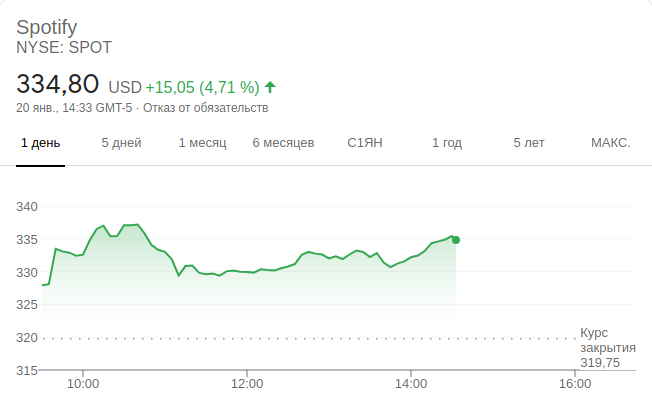 Spotify
NYSE: SPOT
334,80 USD +15,05 (4,71 %)
20 янв., 14:33 GMT-5 · Отказ от обязательств
1 день 5 дней 1 месяц 6 месяцев С1ЯН 1 год 5 лет МАКС.
340
335
330
325
320
Курс
закрытия
319,75
315
10:00 12:00 14:00 16:00